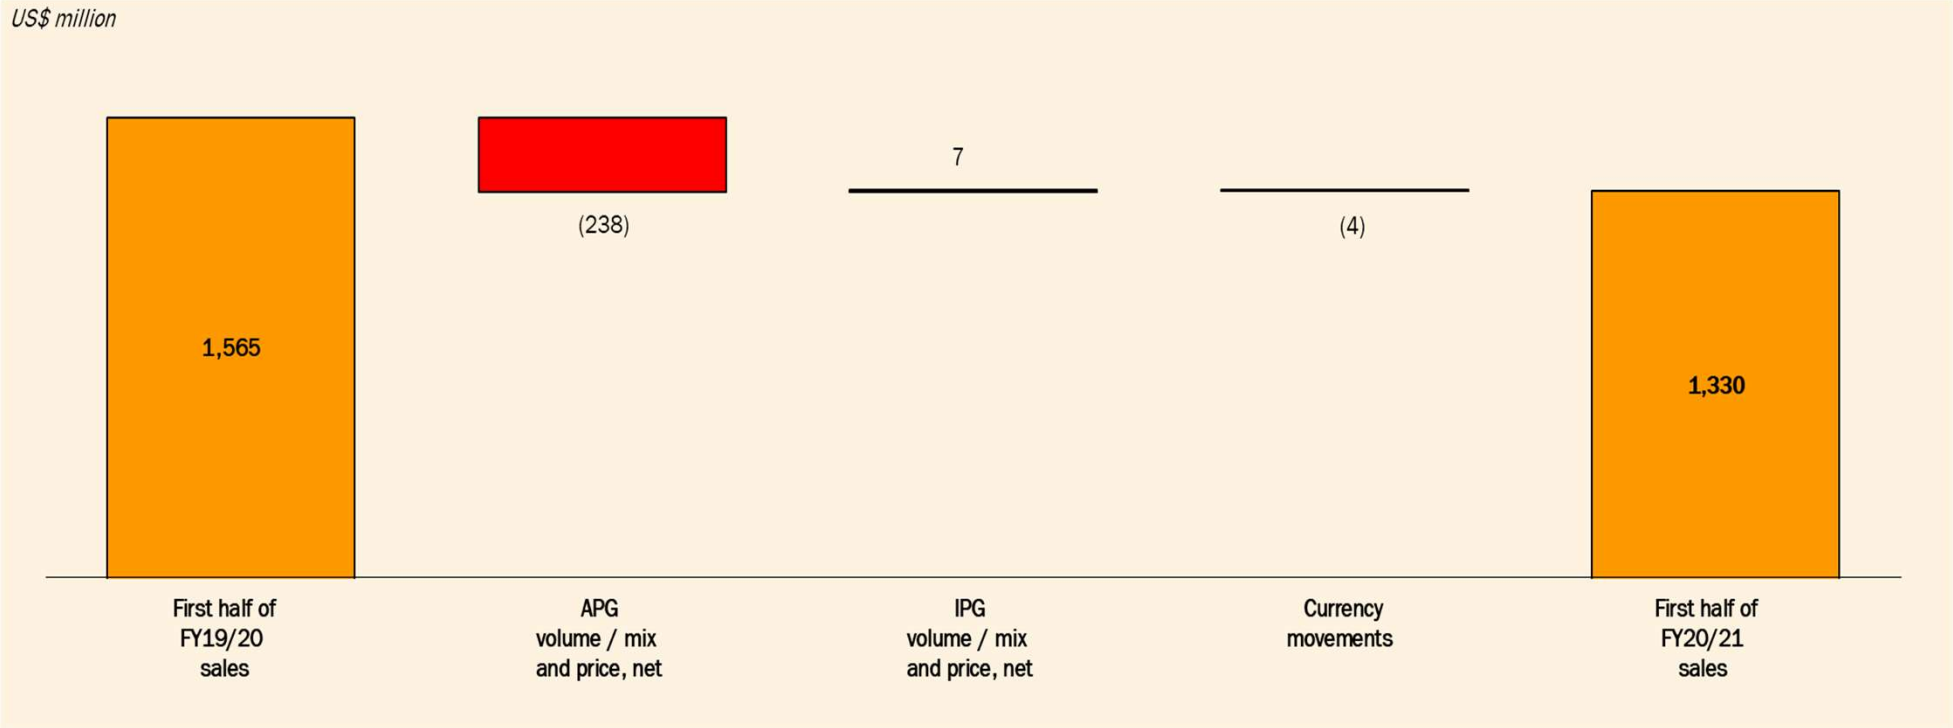 US$ million
7
(238)
(4)
1,565
1,330
First half of
FY19/20
sales
APG
volume / mix
and price, net
IPG
volume / mix
and price, net
Currency
movements
First half of
FY20/21
sales